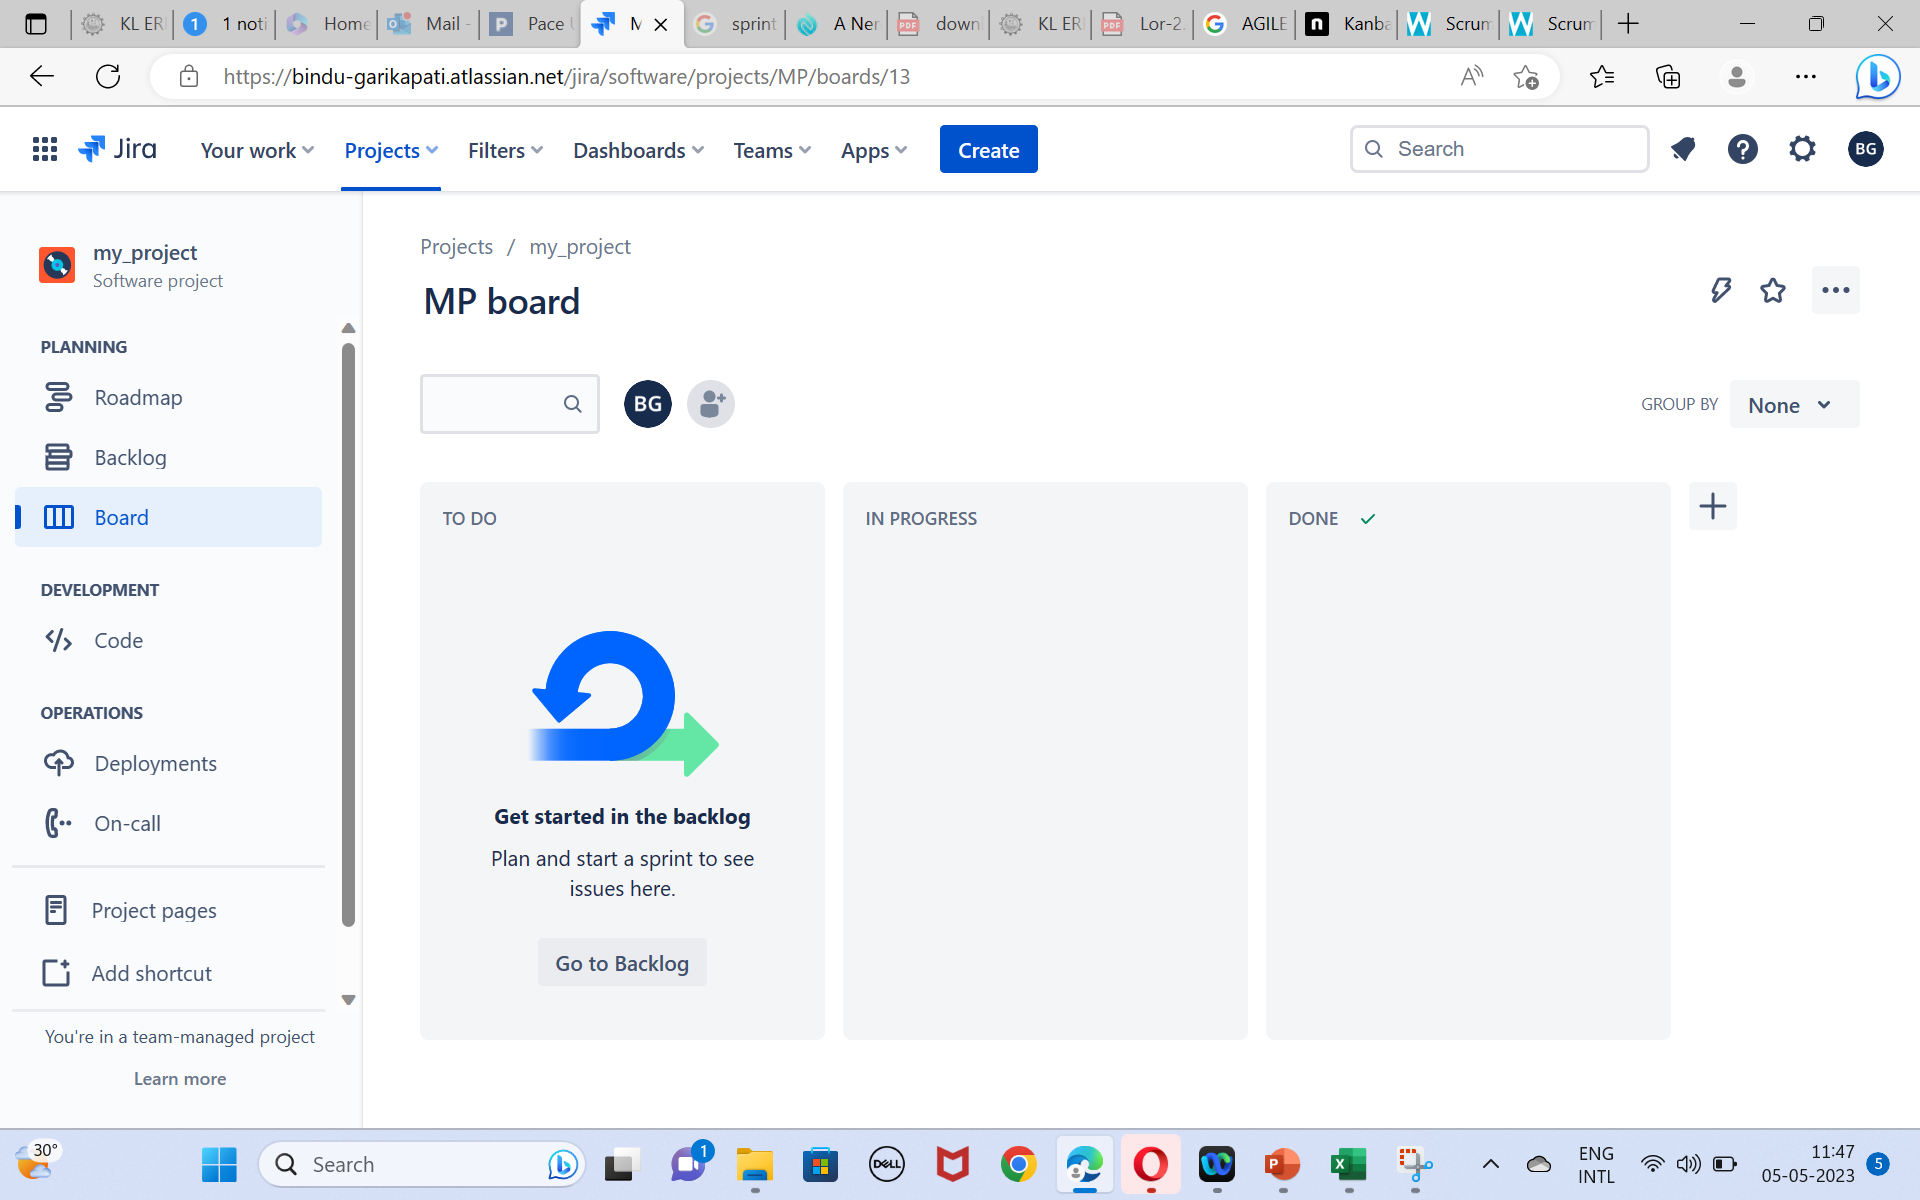 KL ER
1 noti
Home
Mail -
Pace
sprint
A Ner
down
KL ER
Lor-2.
AGILE
Kanba
Scrum
Scrum
https://bindu-garikapati.atlassian.net/jira/software/projects/MP/boards/13
Jira
Your work
Projects
Filters
Dashboards
Teams
Apps
Create
Search
BG
my_project
Software project
PLANNING
Roadmap
Backlog
Board
DEVELOPMENT
Code
OPERATIONS
Deployments
On-call
Project pages
Add shortcut
You're in a team-managed project
Learn more
Projects / my_project
MP board
BG
GROUP BY
None
TO DO
IN PROGRESS
DONE
Get started in the backlog
Plan and start a sprint to see
issues here.
Go to Backlog
30°
Search
1
DELL
ENG
INTL
11:47
05-05-2023
5